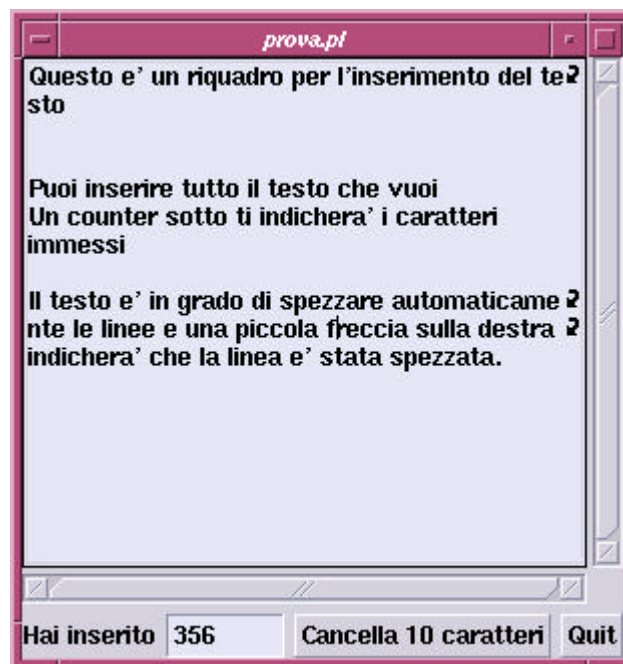 prova.pl
Questo e' un riquadro per l'inserimento del te
sto
Puoi inserire tutto il testo che vuoi
Un counter sotto ti indichera' i caratteri
immessi
Il testo e' in grado di spezzare automaticame
nte le linee e una piccola freccia sulla destra
indichera' che la linea e' stata spezzata.
Hai inserito 356 Cancella 10 caratteri Quit